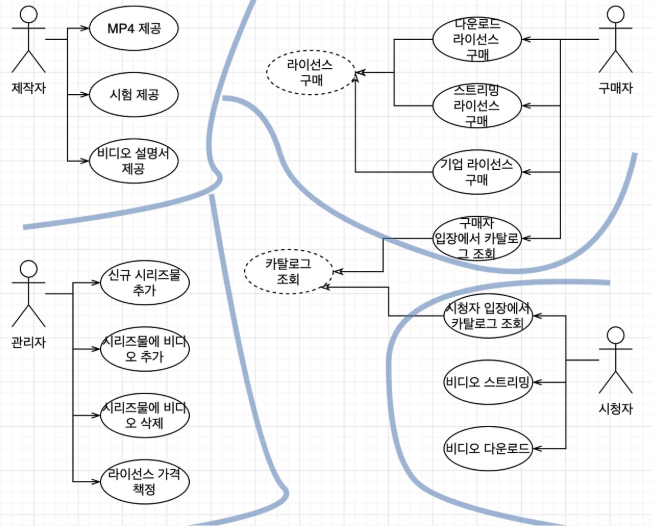 제작자
MP4 제공
시험 제공
비디오 설명서
제공
라이선스
구매
다운로드
라이선스
구매
스트리밍
라이선스
구매
기업 라이선스
구매
구매자
입장에서 카탈로
그 조회
구매자
관리자
신규 시리즈물
추가
시리즈물에 비디
오 추가
시리즈물에 비디
오 삭제
라이선스 가격
책정
카탈로그
조회
시청자 입장에서
카탈로그 조회
비디오 스트리밍
비디오 다운로드
시청자